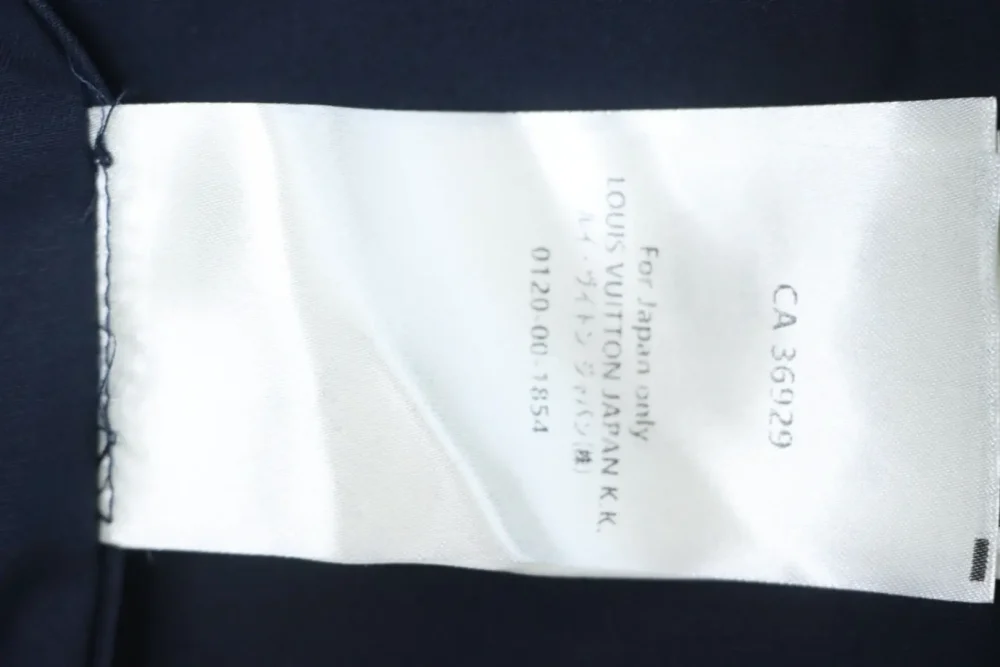 CA 36929
For Japan only
LOUIS VUITTON JAPAN K.K.
ルイ・ヴィトン ジャパン(株)
0120-00-1854